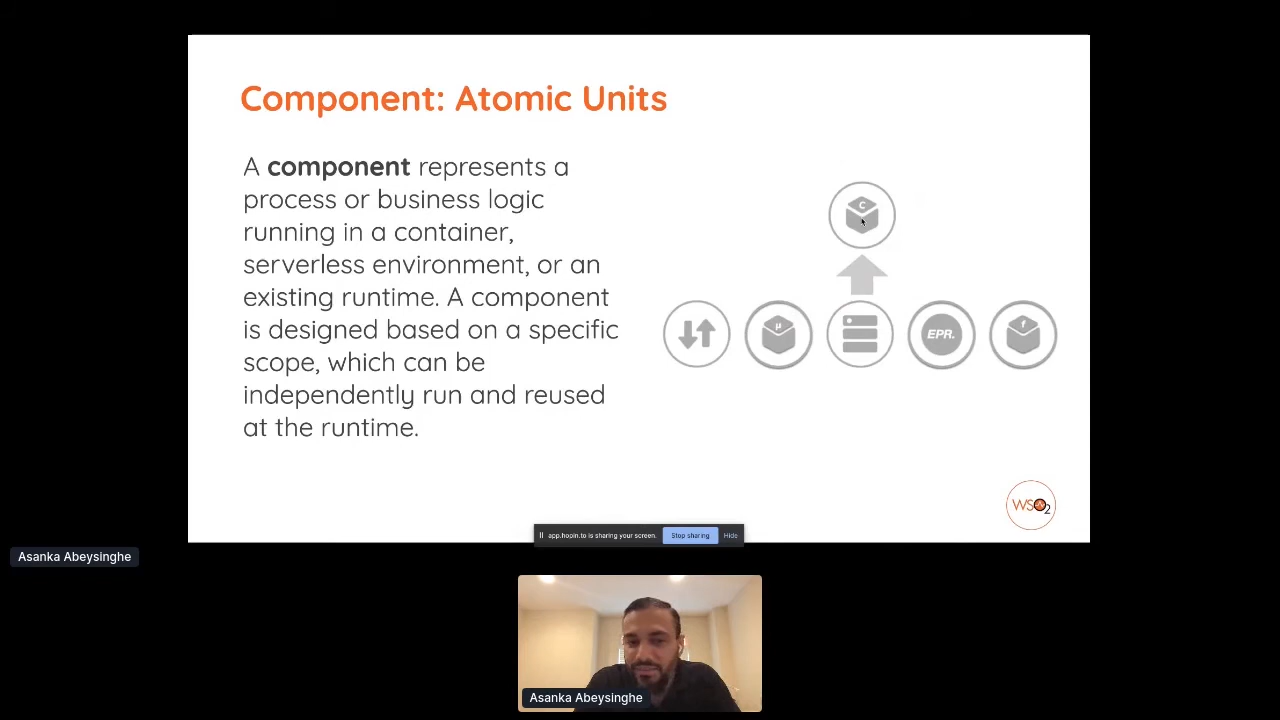 Component: Atomic Units
A component represents a
process or business logic
running in a container,
serverless environment, or an
existing runtime. A component
is designed based on a specific
scope, which can be
independently run and reused
at the runtime.
C
µ
EPR.
f
WSO2
app.hopin.to is sharing your screen.
Stop sharing
Hide
Asanka Abeysinghe
Asanka Abeysinghe